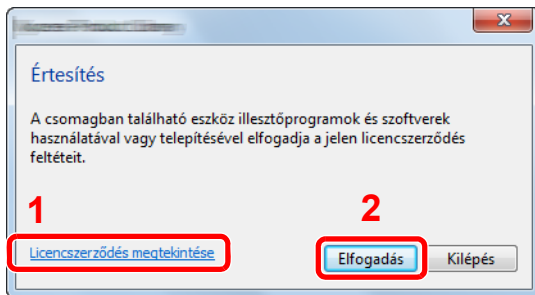 Értesítés
A csomagban található eszköz illesztőprogramok és szoftverek
használatával vagy telepítésével elfogadja a jelen licencszerződés
feltéteit.
1
2
Licencszerződés megtekintése
Elfogadás
Kilépés